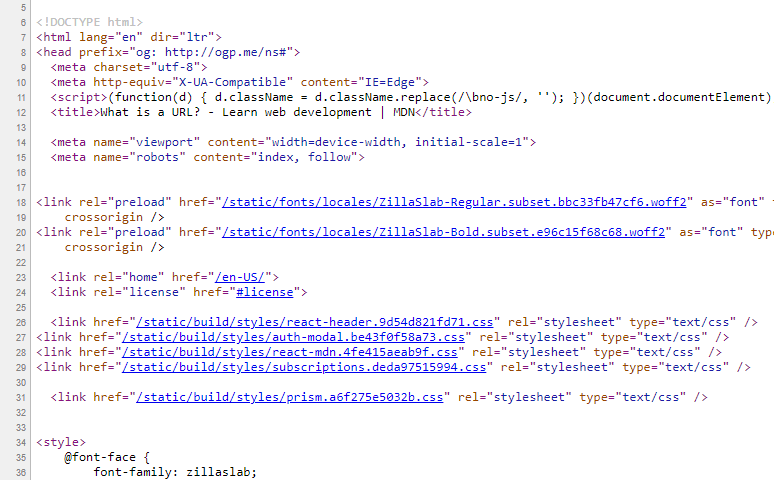 5
6 <!DOCTYPE html>
7 <html lang="en" dir="ltr">
8 <head prefix="og: http://ogp.me/ns#">
9 <meta charset="utf-8">
10 <meta http-equiv="X-UA-Compatible" content="IE=Edge">
11 <script>(function(d) { d.className = d.className.replace(/\bno-js/, ''); })(document.documentElement)
12 <title>What is a URL? - Learn web development | MDN</title>
13
14 <meta name="viewport" content="width=device-width, initial-scale=1">
15 <meta name="robots" content="index, follow">
16
17
18 <link rel="preload" href="/static/fonts/locales/ZillaSlab-Regular.subset.bbc33fb47cf6.woff2" as="font"
19 crossorigin />
20 <link rel="preload" href="/static/fonts/locales/ZillaSlab-Bold.subset.e96c15f68c68.woff2" as="font" type
21 crossorigin />
22
23 <link rel="home" href="/en-US/">
24 <link rel="license" href="#license">
25
26 <link href="/static/build/styles/react-header.9d54d821fd71.css" rel="stylesheet" type="text/css" />
27 <link href="/static/build/styles/auth-modal.be43f0f58a73.css" rel="stylesheet" type="text/css" />
28 <link href="/static/build/styles/react-mdn.4fe415aeab9f.css" rel="stylesheet" type="text/css" />
29 <link href="/static/build/styles/subscriptions.deda97515994.css" rel="stylesheet" type="text/css" />
30
31 <link href="/static/build/styles/prism.a6f275e5032b.css" rel="stylesheet" type="text/css" />
32
33
34 <style>
35 @font-face {
36 font-family: zillaslab;